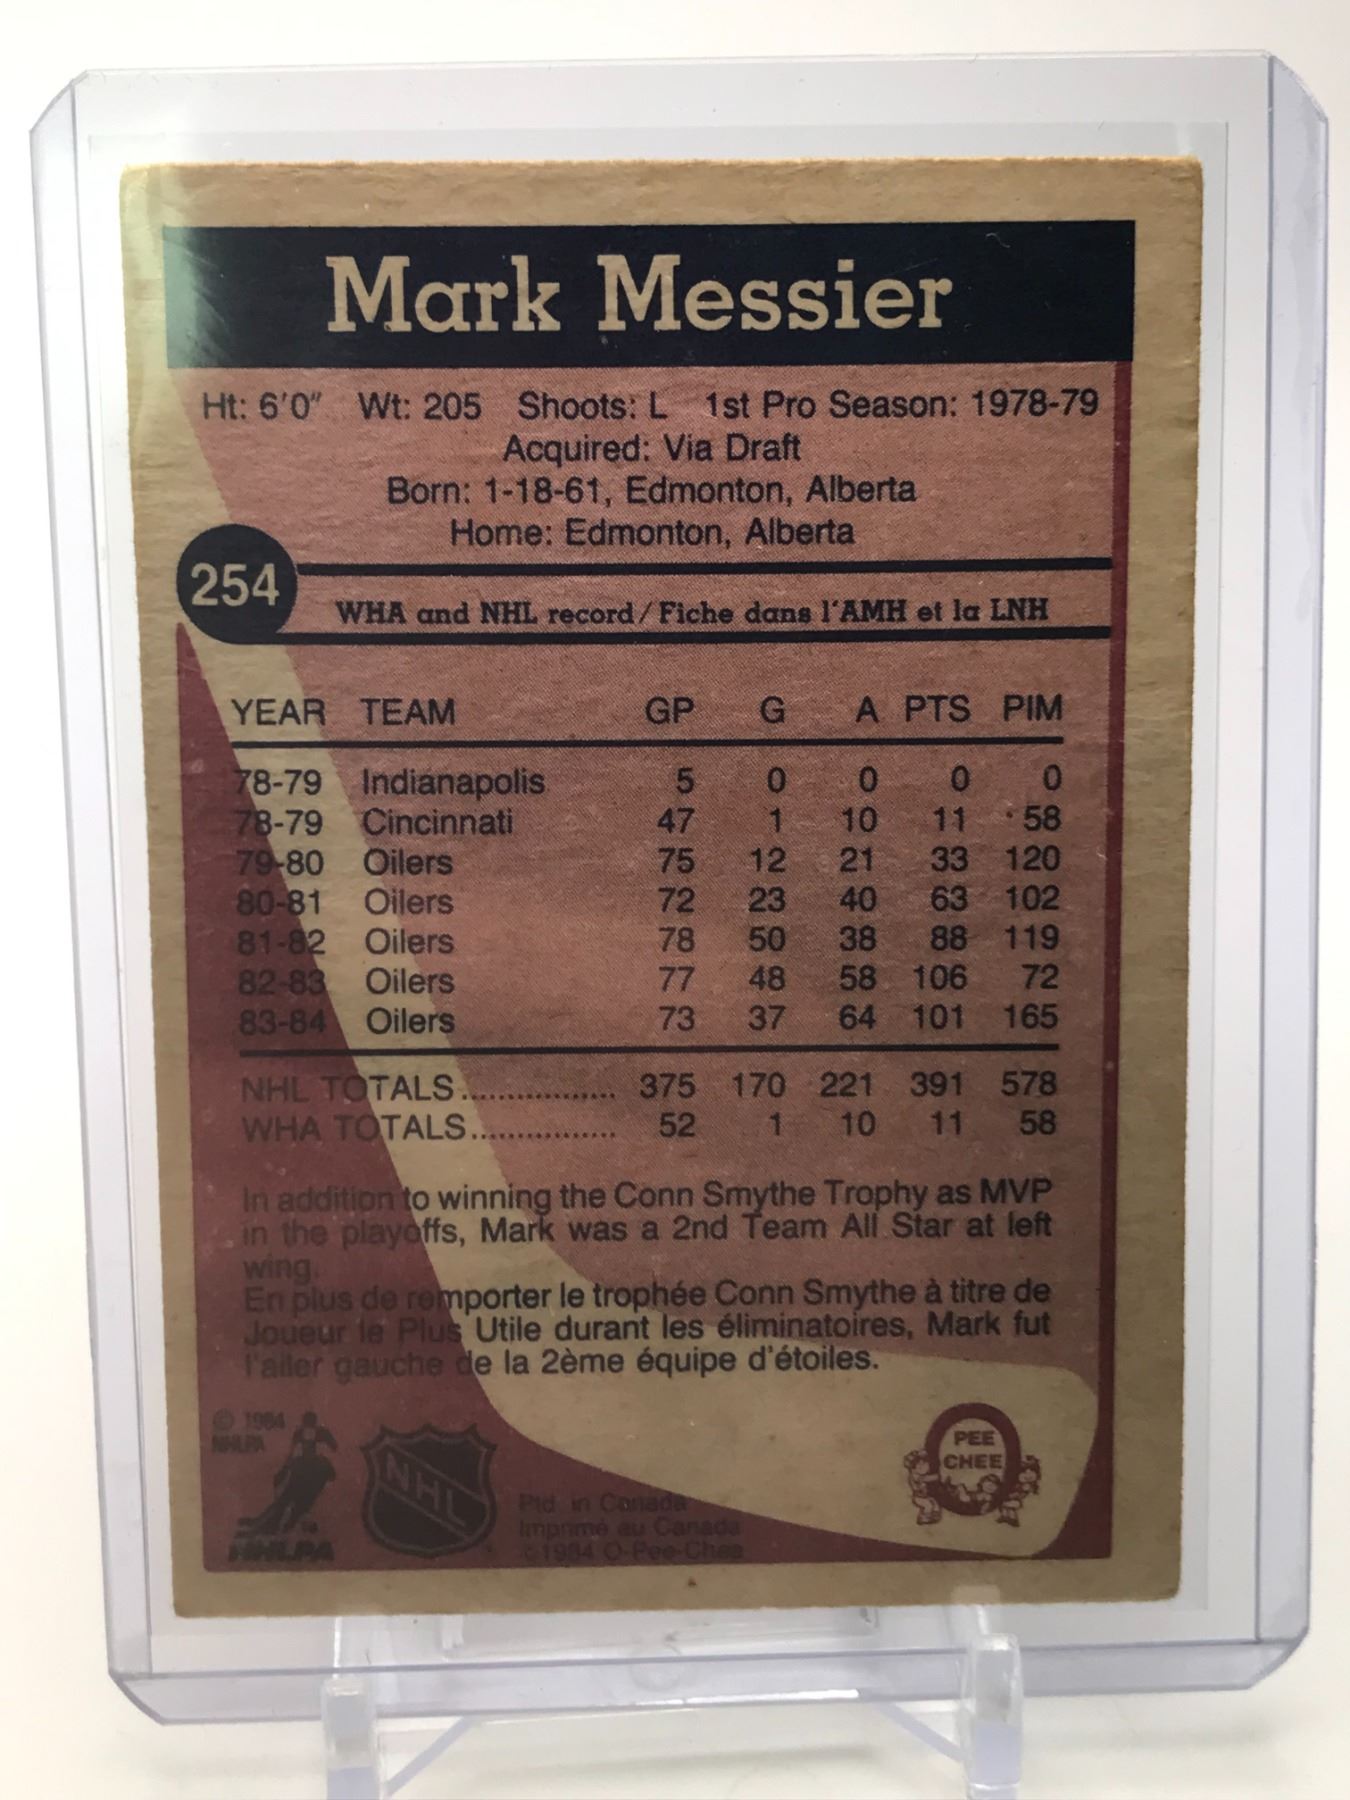 Mark Messier
Ht: 6'0" Wt: 205 Shoots: L 1st Pro Season: 1978-79
Acquired: Via Draft
Born: 1-18-61, Edmonton, Alberta
Home: Edmonton, Alberta
254
WHA and NHL record / Fiche dans l'AMH et la LNH
YEAR TEAM GP G A PTS PIM
78-79 Indianapolis 5 0 0 0 0
78-79 Cincinnati 47 1 10 11 58
79-80 Oilers 75 12 21 33 120
80-81 Oilers 72 23 40 63 102
81-82 Oilers 78 50 38 88 119
82-83 Oilers 77 48 58 106 72
83-84 Oilers 73 37 64 101 165
NHL TOTALS................. 375 170 221 391 578
WHA TOTALS................. 52 1 10 11 58
In addition to winning the Conn Smythe Trophy as MVP
in the playoffs, Mark was a 2nd Team All Star at left
wing.
En plus de remporter le trophée Conn Smythe à titre de
Joueur le Plus Utile durant les éliminatoires, Mark fut
l'ailer gauche de la 2ème équipe d'étoiles.
© 1984
NHLPA
NHLPA
NHL
Ptd. in Canada
Imprimé au Canada
©1984 O-Pee-Chee
O
PEE
CHEE